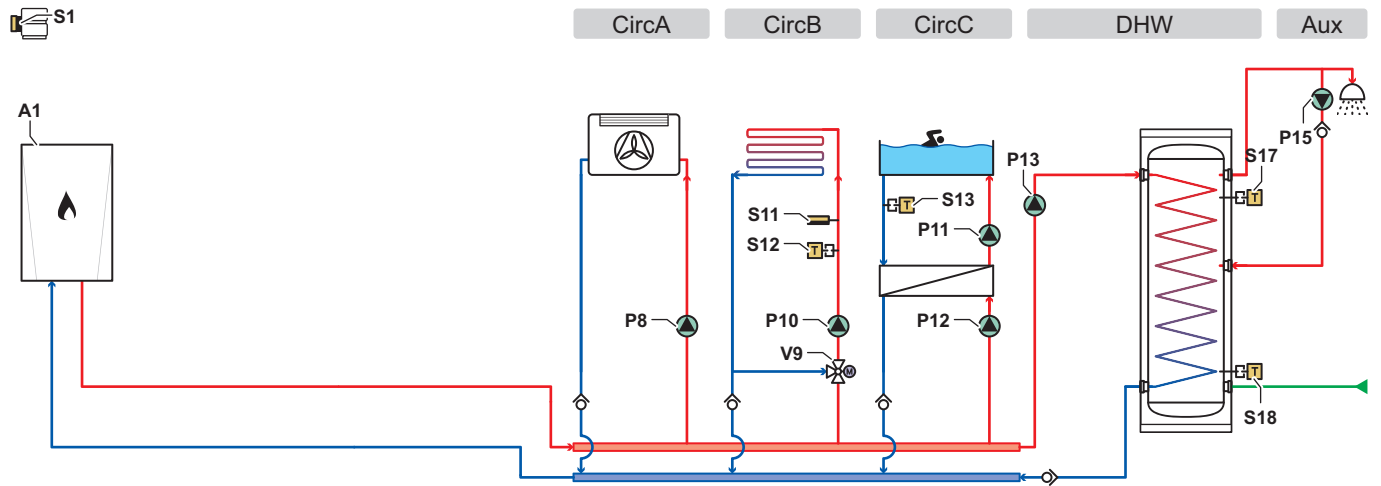 S1
CircA
CircB
CircC
DHW
Aux
A1
P15
S17
P13
S11
S13
T
T
S12
T
P11
P8
P10
P12
V9
M
T
S18